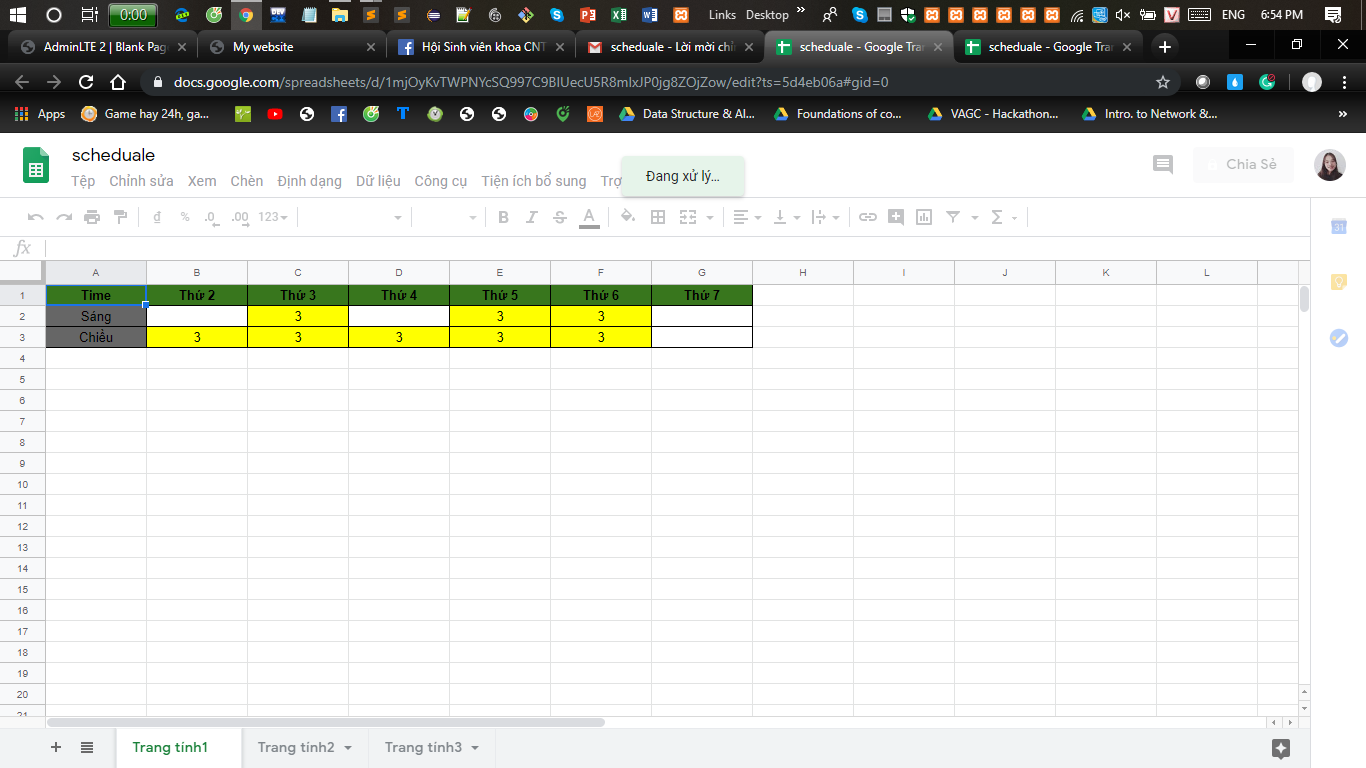 0:00 Links Desktop » ENG 6:54 PM
AdminLTE 2 | Blank Pag My website Hội Sinh viên khoa CNT scheduale - Lời mời chỉ scheduale - Google Tran scheduale - Google Tran
docs.google.com/spreadsheets/d/1mjOyKvTWPNYcSQ997C9BIUecU5R8mlxJP0jg8ZOjZow/edit?ts=5d4eb06a#gid=0
Apps Game hay 24h, ga... Data Structure & Al... Foundations of co... VAGC - Hackathon... Intro. to Network &... »
scheduale
Tệp Chỉnh sửa Xem Chèn Định dạng Dữ liệu Công cụ Tiện ích bổ sung Trợ
Đang xử lý...
Chia Sẻ
đ % .0 .00 123 B I S A Σ
fx
31
A B C D E F G H I J K L
1 Time Thứ 2 Thứ 3 Thứ 4 Thứ 5 Thứ 6 Thứ 7
2 Sáng 3 3 3
3 Chiều 3 3 3 3 3
4
5
6
7
8
9
10
11
12
13
14
15
16
17
18
19
20
21
+ Trang tính1 Trang tính2 Trang tính3